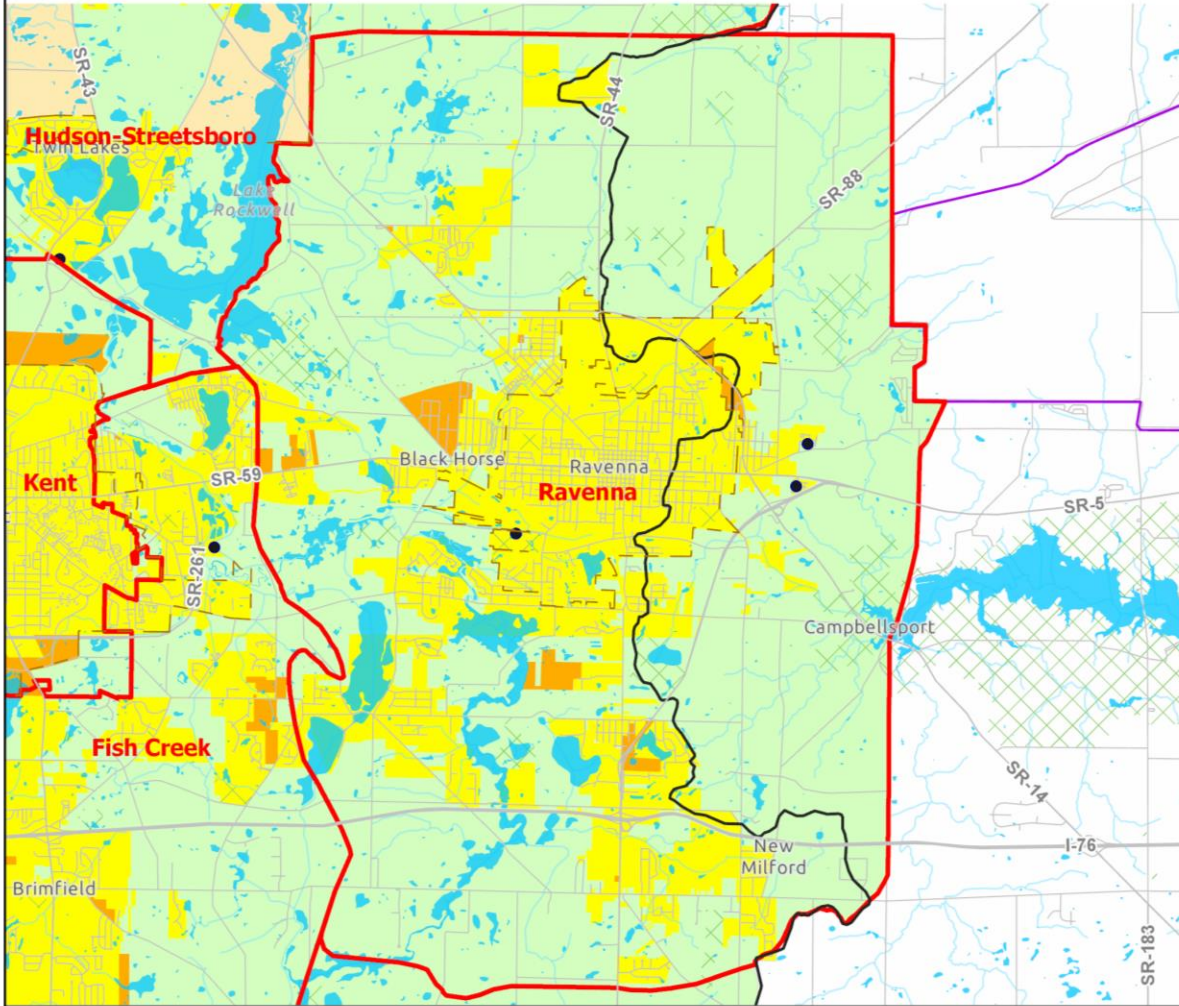 SR-43
SR-44
Hudson-Streetsboro
Twin Lakes
Lake
Rockwell
SR-88
SR-59
Black Horse
Ravenna
Kent
Ravenna
SR-5
SR-261
Campbellsport
Fish Creek
SR-14
New
Milford
I-76
Brimfield
SR-183